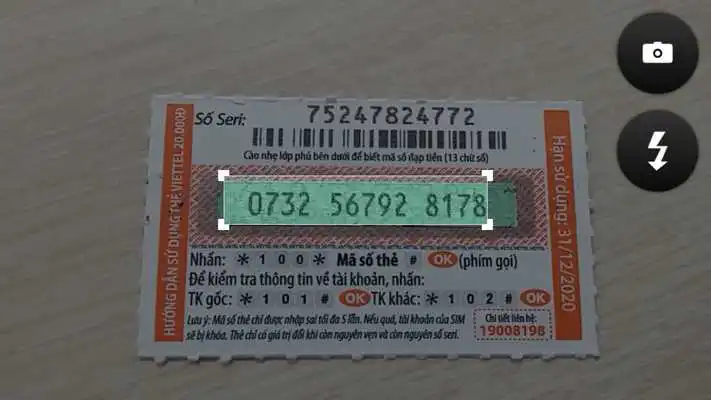 HƯỚNG DẪN SỬ DỤNG THẺ VIETTEL 20.000Đ
Số Seri: 75247824772
Cào nhẹ lớp phủ bên dưới để biết mã số nạp tiền (13 chữ số)
0732 56792 8178
Nhấn: * 1 0 0 * Mã số thẻ # OK (phím gọi)
Để kiểm tra thông tin về tài khoản, nhấn:
TK gốc: * 1 0 1 # OK TK khác: * 1 0 2 # OK
Lưu ý: Mã số thẻ chỉ được nhập sai tối đa 5 lần. Nếu quá, tài khoản của SIM
sẽ bị khóa. Thẻ chỉ có giá trị đổi khi còn nguyên vẹn và còn nguyên số seri.
Chi tiết liên hệ:
19008198
Hạn sử dụng: 31/12/2020